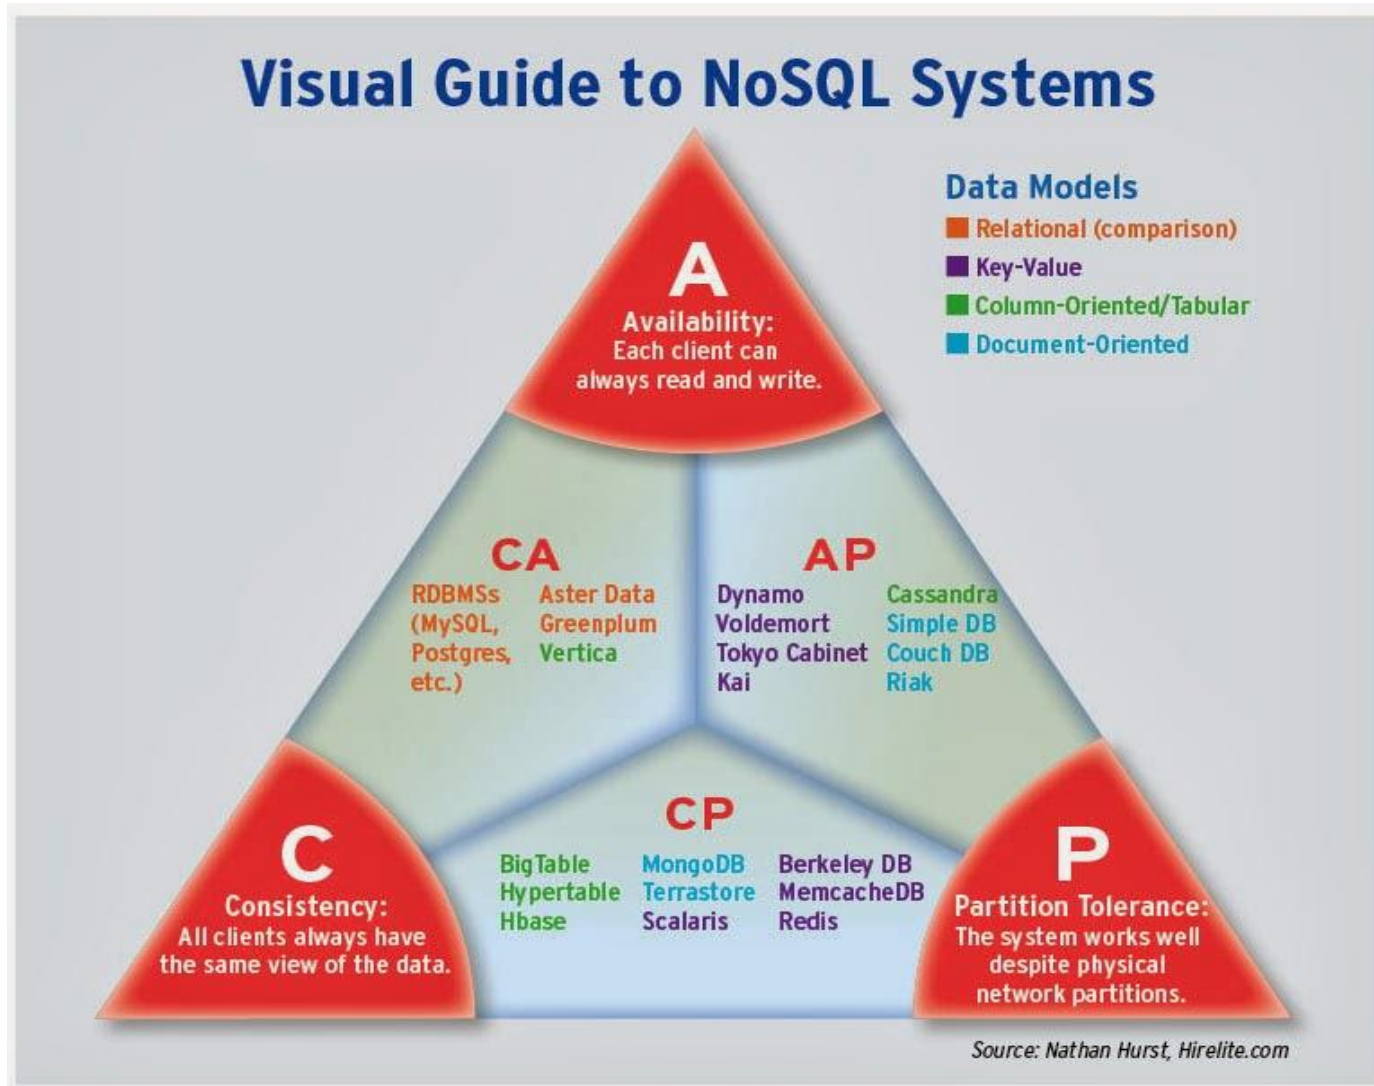 Visual Guide to NoSQL Systems
Data Models
Relational (comparison)
Key-Value
Column-Oriented/Tabular
Document-Oriented
A
Availability:
Each client can
always read and write.
CA
RDBMSs
(MySQL,
Postgres,
etc.)
Aster Data
Greenplum
Vertica
AP
Dynamo
Voldemort
Tokyo Cabinet
Kai
Cassandra
Simple DB
Couch DB
Riak
C
Consistency:
All clients always have
the same view of the data.
CP
BigTable
Hypertable
Hbase
MongoDB
Terrastore
Scalaris
Berkeley DB
MemcacheDB
Redis
P
Partition Tolerance:
The system works well
despite physical
network partitions.
Source: Nathan Hurst, Hirelite.com